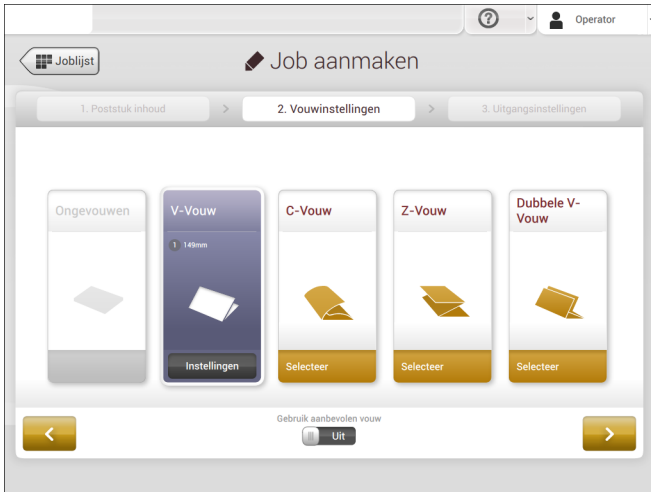 Operator
Joblijst
Job aanmaken
1. Poststuk inhoud
2. Vouwinstellingen
3. Uitgangsinstellingen
Ongevouwen
V-Vouw
1 149mm
Instellingen
C-Vouw
Selecteer
Z-Vouw
Selecteer
Dubbele V-
Vouw
Selecteer
Gebruik aanbevolen vouw
Uit